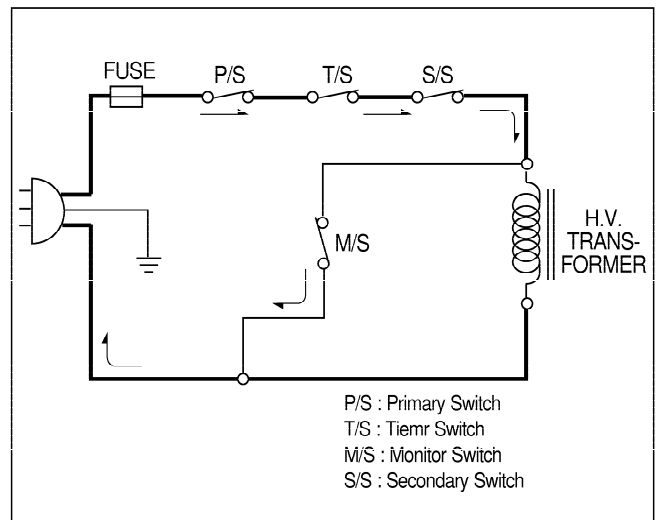 FUSE
P/S
T/S
S/S
M/S
H.V.
TRANS-
FORMER
P/S : Primary Switch
T/S : Tiemr Switch
M/S : Monitor Switch
S/S : Secondary Switch